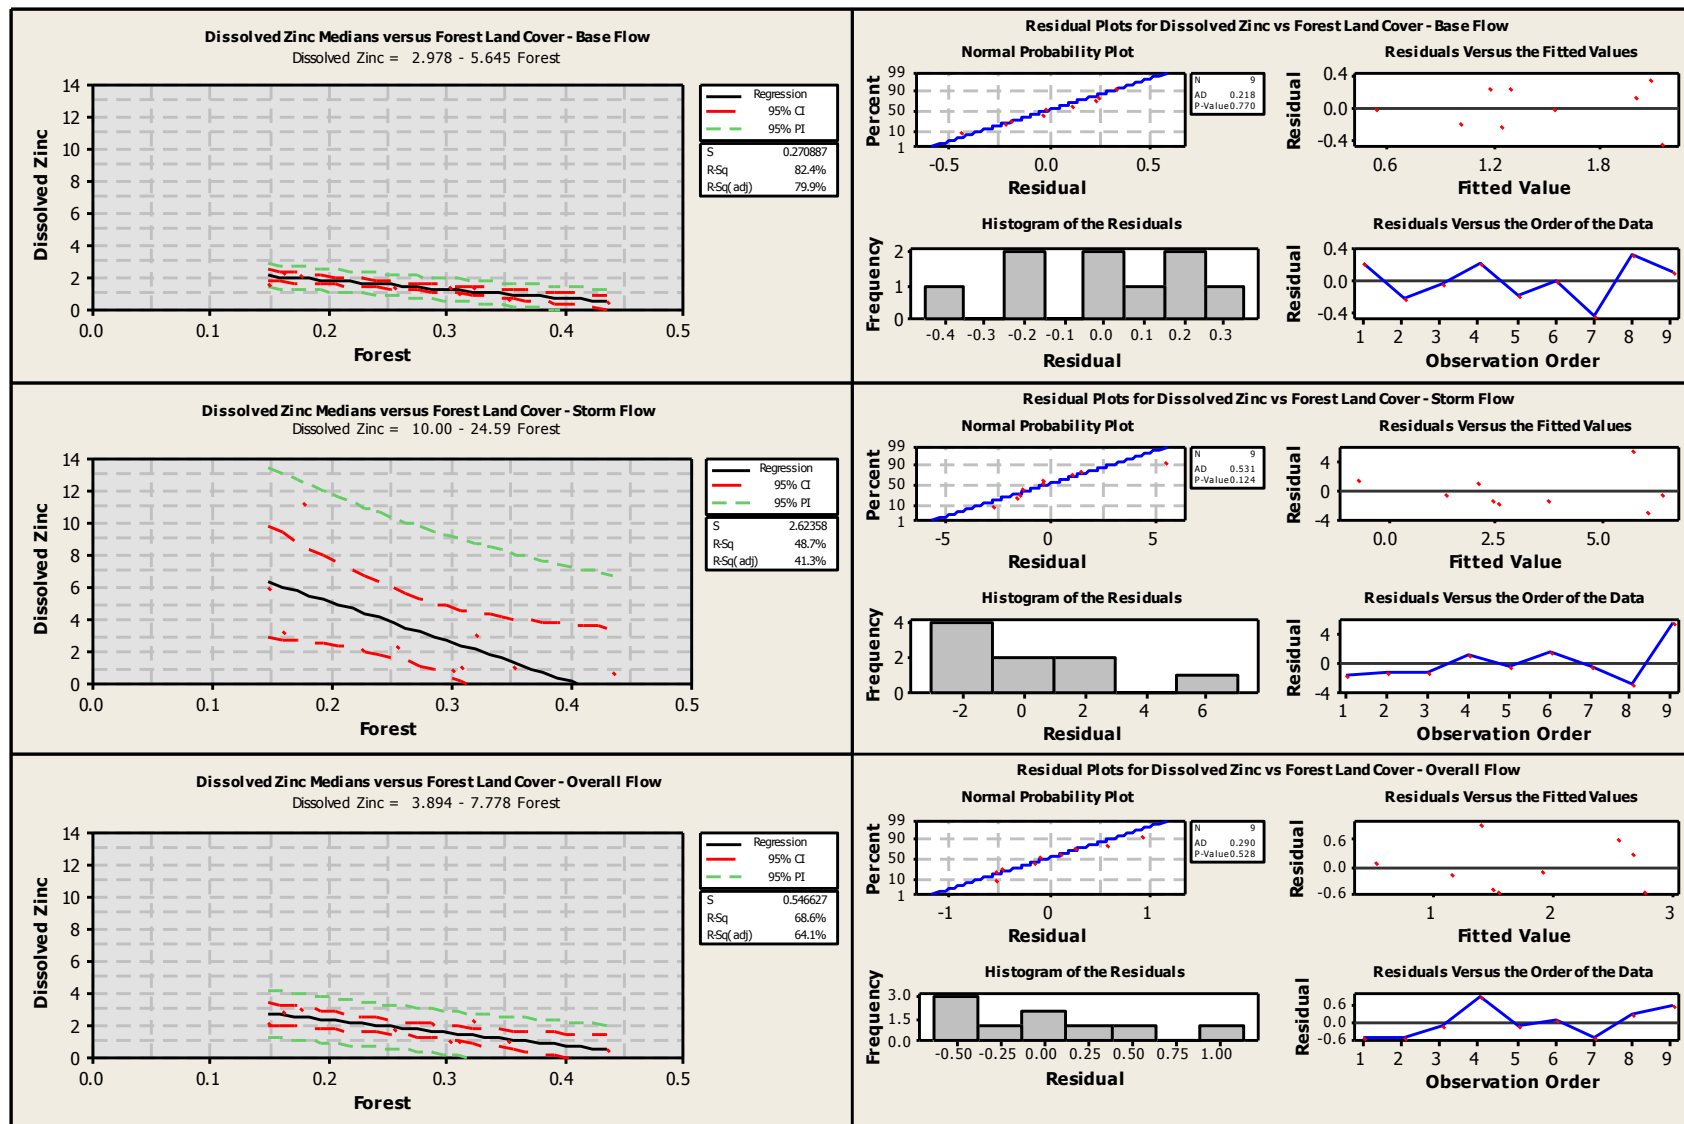 Dissolved Zinc Medians versus Forest Land Cover - Base Flow
Dissolved Zinc = 2.978 - 5.645 Forest
14
12
10
8
6
4
2
0
Dissolved Zinc
0.0 0.1 0.2 0.3 0.4 0.5
Forest
Regression
95% CI
95% PI
S 0.270887
R-Sq 82.4%
R-Sq(adj) 79.9%
Residual Plots for Dissolved Zinc vs Forest Land Cover - Base Flow
Normal Probability Plot
99
90
50
10
1
Percent
-0.5 0.0 0.5
Residual
N 9
AD 0.218
P-Value 0.770
Residuals Versus the Fitted Values
0.4
0.0
-0.4
Residual
0.6 1.2 1.8
Fitted Value
Histogram of the Residuals
2
1
0
Frequency
-0.4 -0.3 -0.2 -0.1 0.0 0.1 0.2 0.3
Residual
Residuals Versus the Order of the Data
0.4
0.0
-0.4
Residual
1 2 3 4 5 6 7 8 9
Observation Order
Dissolved Zinc Medians versus Forest Land Cover - Storm Flow
Dissolved Zinc = 10.00 - 24.59 Forest
14
12
10
8
6
4
2
0
Dissolved Zinc
0.0 0.1 0.2 0.3 0.4 0.5
Forest
Regression
95% CI
95% PI
S 2.62358
R-Sq 48.7%
R-Sq(adj) 41.3%
Residual Plots for Dissolved Zinc vs Forest Land Cover - Storm Flow
Normal Probability Plot
99
90
50
10
1
Percent
-5 0 5
Residual
N 9
AD 0.531
P-Value 0.124
Residuals Versus the Fitted Values
4
0
-4
Residual
0.0 2.5 5.0
Fitted Value
Histogram of the Residuals
4
2
0
Frequency
-2 0 2 4 6
Residual
Residuals Versus the Order of the Data
4
0
-4
Residual
1 2 3 4 5 6 7 8 9
Observation Order
Dissolved Zinc Medians versus Forest Land Cover - Overall Flow
Dissolved Zinc = 3.894 - 7.778 Forest
14
12
10
8
6
4
2
0
Dissolved Zinc
0.0 0.1 0.2 0.3 0.4 0.5
Forest
Regression
95% CI
95% PI
S 0.546627
R-Sq 68.6%
R-Sq(adj) 64.1%
Residual Plots for Dissolved Zinc vs Forest Land Cover - Overall Flow
Normal Probability Plot
99
90
50
10
1
Percent
-1 0 1
Residual
N 9
AD 0.290
P-Value 0.528
Residuals Versus the Fitted Values
0.6
0.0
-0.6
Residual
1 2 3
Fitted Value
Histogram of the Residuals
3.0
1.5
0.0
Frequency
-0.50 -0.25 0.00 0.25 0.50 0.75 1.00
Residual
Residuals Versus the Order of the Data
0.6
0.0
-0.6
Residual
1 2 3 4 5 6 7 8 9
Observation Order